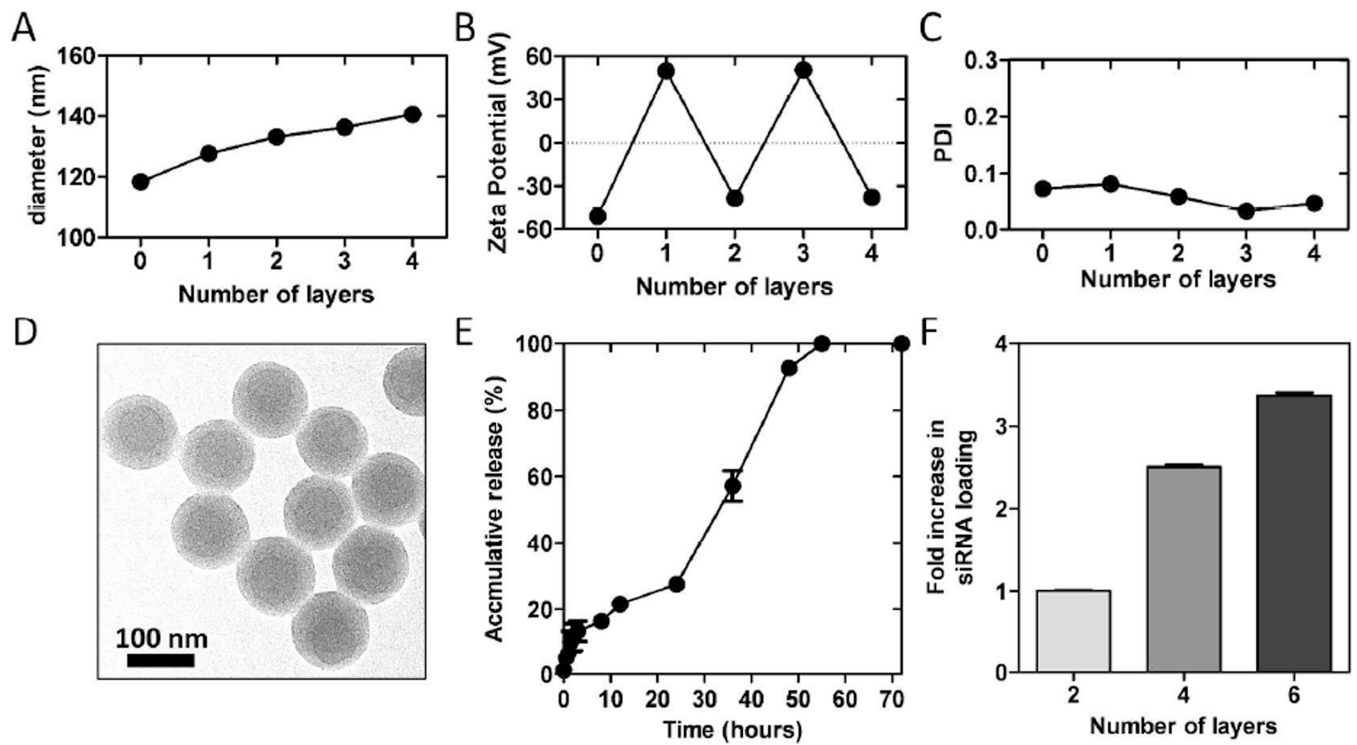 A
160
140
120
100
diameter (nm)
0 1 2 3 4
Number of layers
B
60
30
0
-30
-60
Zeta Potential (mV)
0 1 2 3 4
Number of layers
C
0.3
0.2
0.1
0.0
PDI
0 1 2 3 4
Number of layers
D
100 nm
E
100
80
60
40
20
0
Accmulative release (%)
0 10 20 30 40 50 60 70
Time (hours)
F
4
3
2
1
0
Fold increase in
siRNA loading
2 4 6
Number of layers